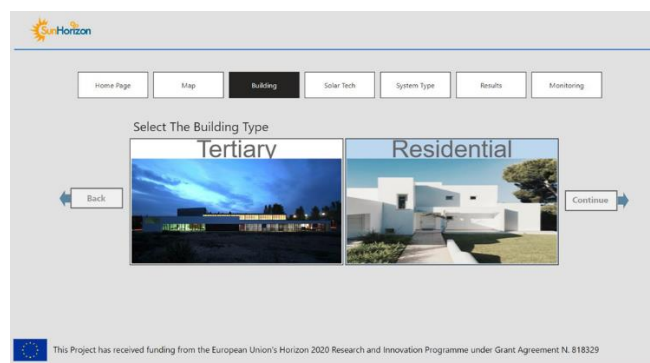 SunHorizon
Home Page
Map
Building
Solar Tech
System Type
Results
Monitoring
Select The Building Type
Tertiary
Residential
Back
Continue
This Project has received funding from the European Union's Horizon 2020 Research and Innovation Programme under Grant Agreement N. 818329